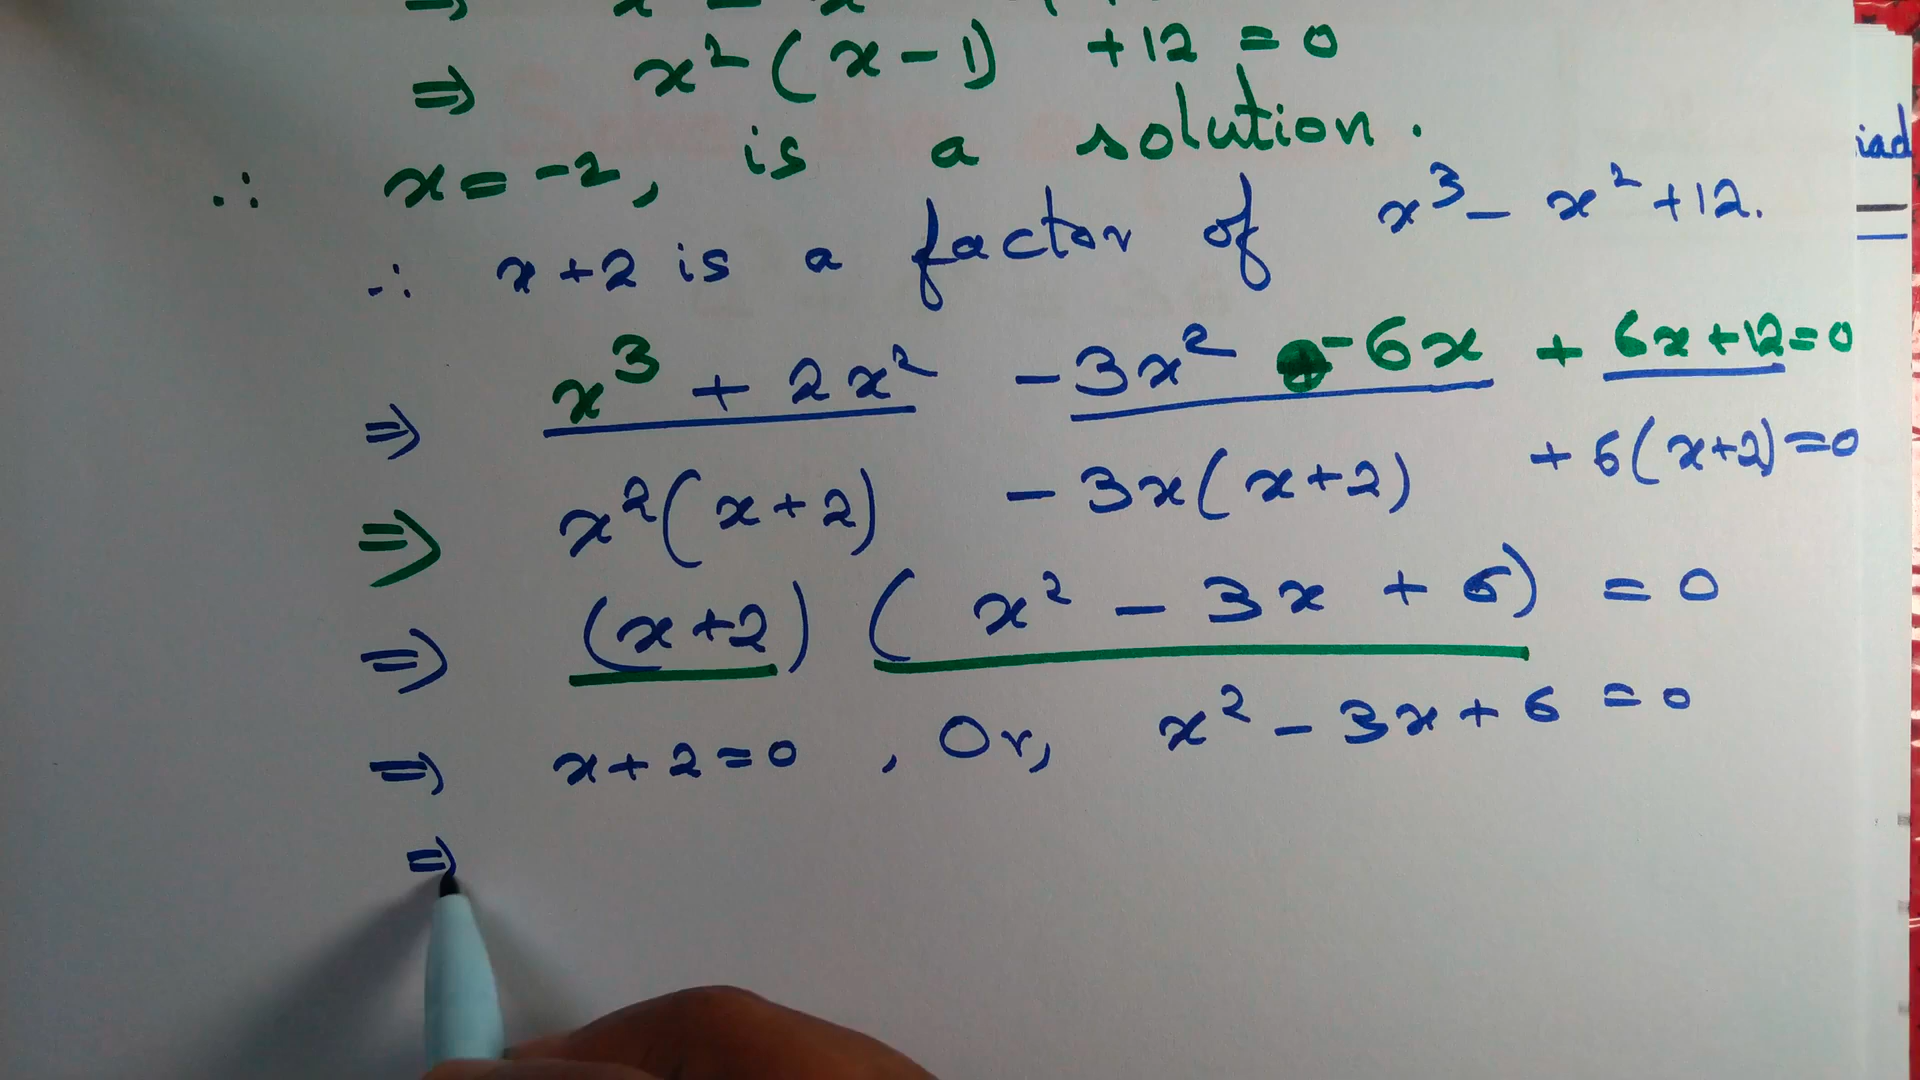 ⇒ x² (x - 1) + 12 = 0
∴ x = -2, is a solution.
iad
∴ x + 2 is a factor of x³ - x² + 12.
⇒ x³ + 2x² - 3x² - 6x + 6x + 12 = 0
⇒ x² (x + 2) - 3x (x + 2) + 6 (x + 2) = 0
⇒ (x + 2) (x² - 3x + 6) = 0
⇒ x + 2 = 0, Or, x² - 3x + 6 = 0
⇒